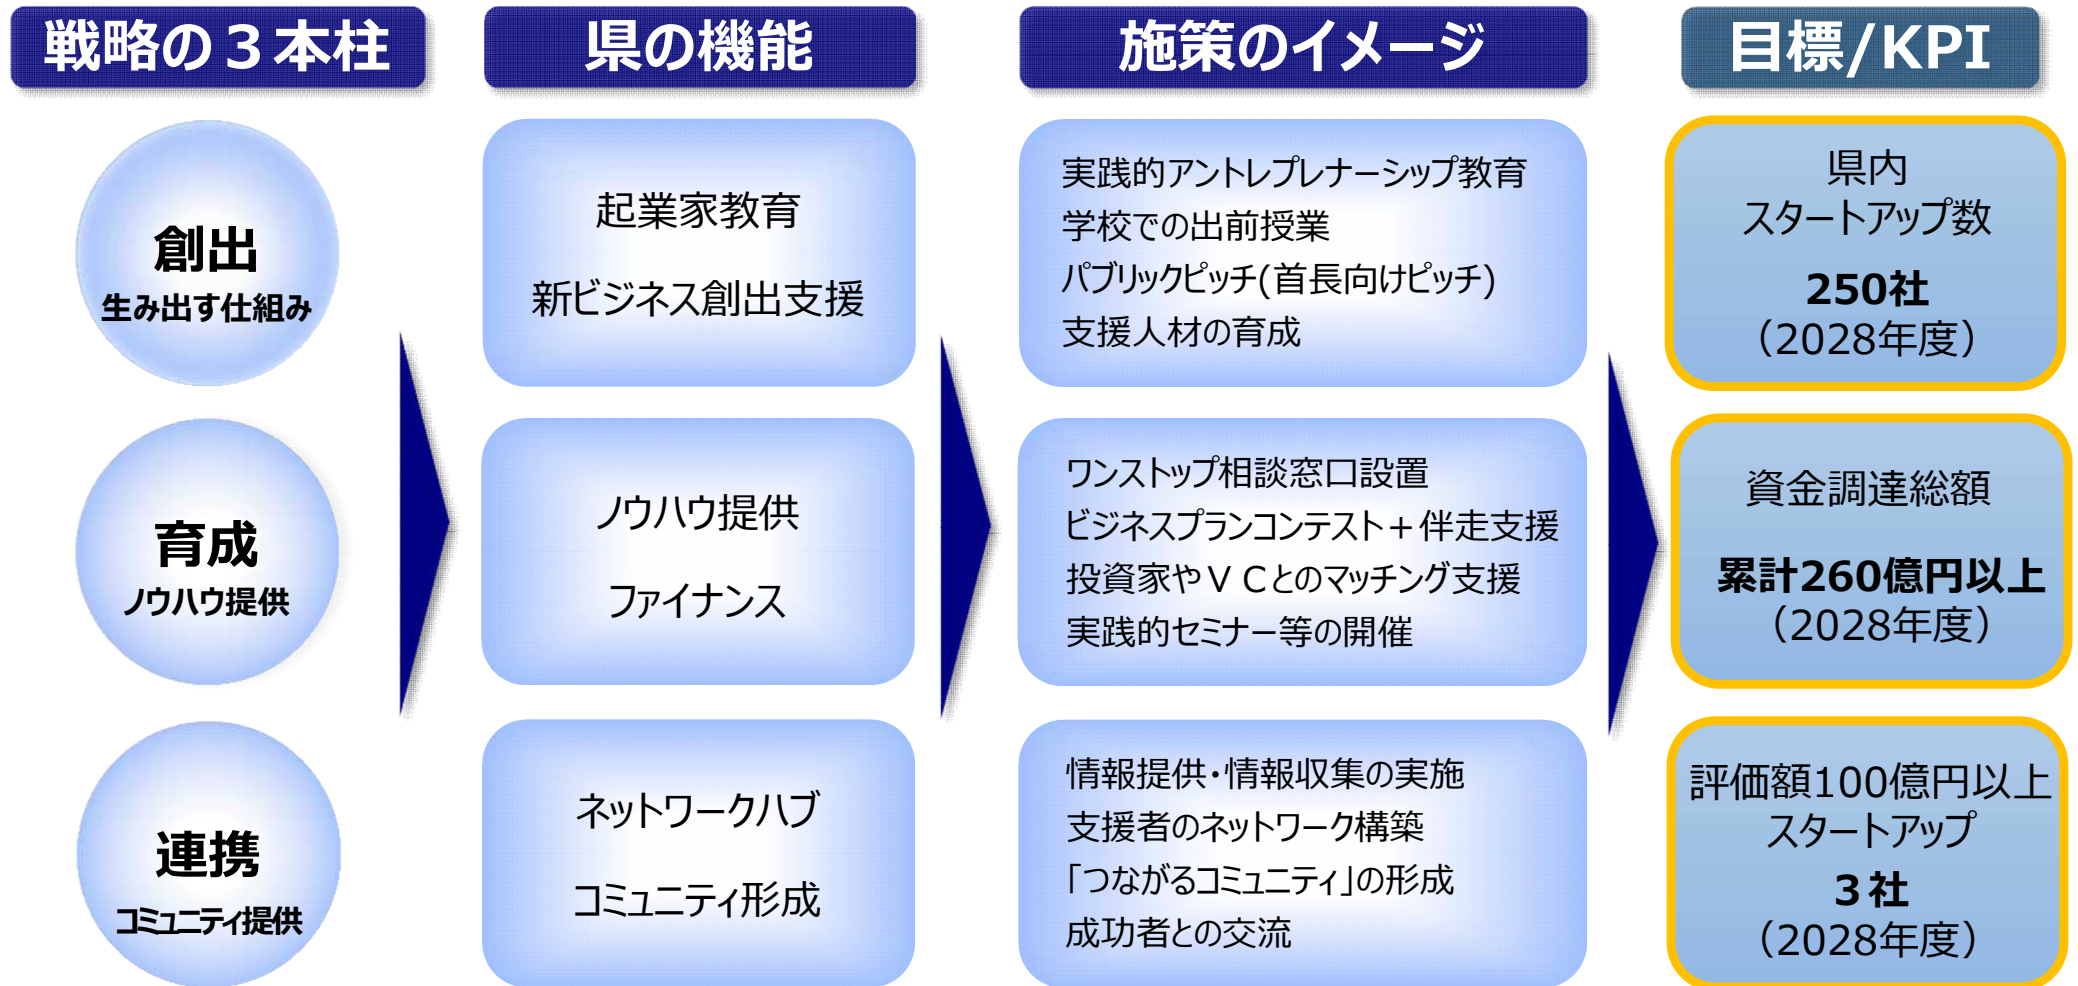 戦略の３本柱
県の機能
施策のイメージ
目標/KPI
創出
生み出す仕組み
起業家教育
新ビジネス創出支援
実践的アントレプレナーシップ教育
学校での出前授業
パブリックピッチ(首長向けピッチ)
支援人材の育成
県内
スタートアップ数
250社
（2028年度）
育成
ノウハウ提供
ノウハウ提供
ファイナンス
ワンストップ相談窓口設置
ビジネスプランコンテスト＋伴走支援
投資家やＶＣとのマッチング支援
実践的セミナー等の開催
資金調達総額
累計260億円以上
（2028年度）
連携
コミュニティ提供
ネットワークハブ
コミュニティ形成
情報提供・情報収集の実施
支援者のネットワーク構築
「つながるコミュニティ」の形成
成功者との交流
評価額100億円以上
スタートアップ
３社
（2028年度）